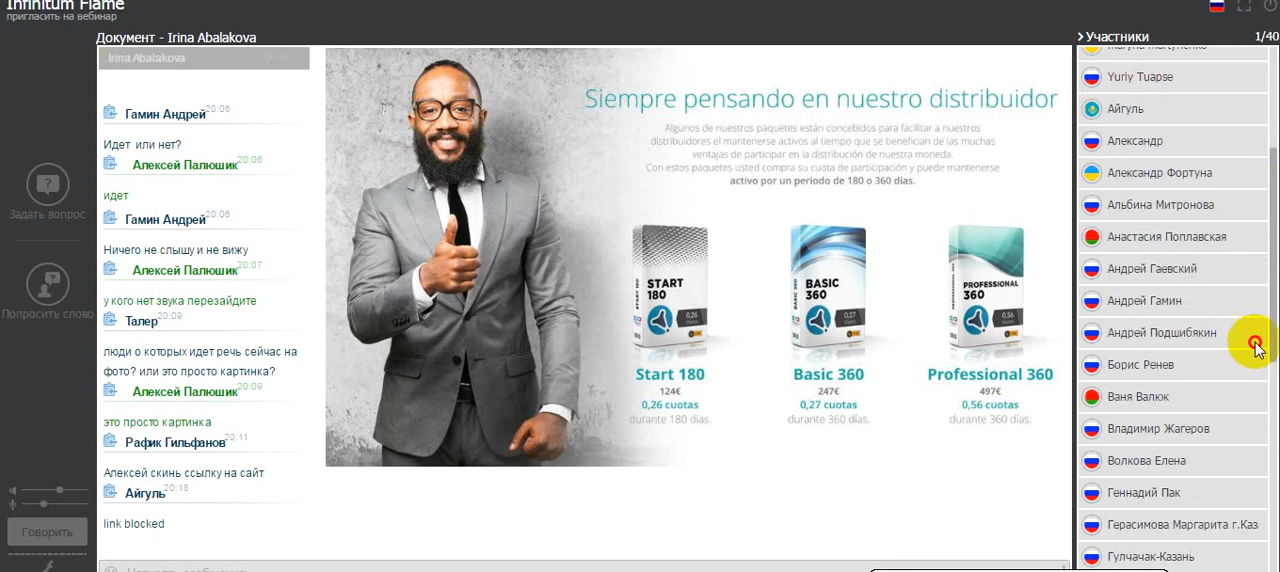 Infinitum Flame
пригласить на вебинар
Документ - Irina Abalakova
Участники
1/40
Irina Abalakova
Гамин Андрей 20:06
Идет или нет?
Алексей Палюшик 20:06
идет
Гамин Андрей 20:06
Ничего не слышу и не вижу
Алексей Палюшик 20:07
у кого нет звука перезайдите
Талер 20:09
люди о которых идет речь сейчас на
фото? или это просто картинка?
Алексей Палюшик 20:09
это просто картинка
Рафик Гильфанов 20:11
Алексей скинь ссылку на сайт
Айгуль 20:18
link blocked
Задать вопрос
Попросить слово
Говорить
Siempre pensando en nuestro distribuidor
Algunos de nuestros paquetes están concebidos para facilitar a nuestros
distribuidores el mantenerse activos al tiempo que se benefician de las muchas
ventajas de participar en la distribución de nuestra moneda.
Con estos paquetes usted compra su cuota de participación y puede mantenerse
activo por un periodo de 180 o 360 días.
START
180
0,26
BASIC
360
0,27
PROFESSIONAL
360
0,56
Start 180
124€
0,26 cuotas
durante 180 días.
Basic 360
247€
0,27 cuotas
durante 360 días.
Professional 360
497€
0,56 cuotas
durante 360 días.
Yuriy Tuapse
Айгуль
Александр
Александр Фортуна
Альбина Митронова
Анастасия Поплавская
Андрей Гаевский
Андрей Гамин
Андрей Подшибякин
Борис Ренев
Ваня Валюк
Владимир Жагеров
Волкова Елена
Геннадий Пак
Герасимова Маргарита г.Каз
Гулчачак-Казань